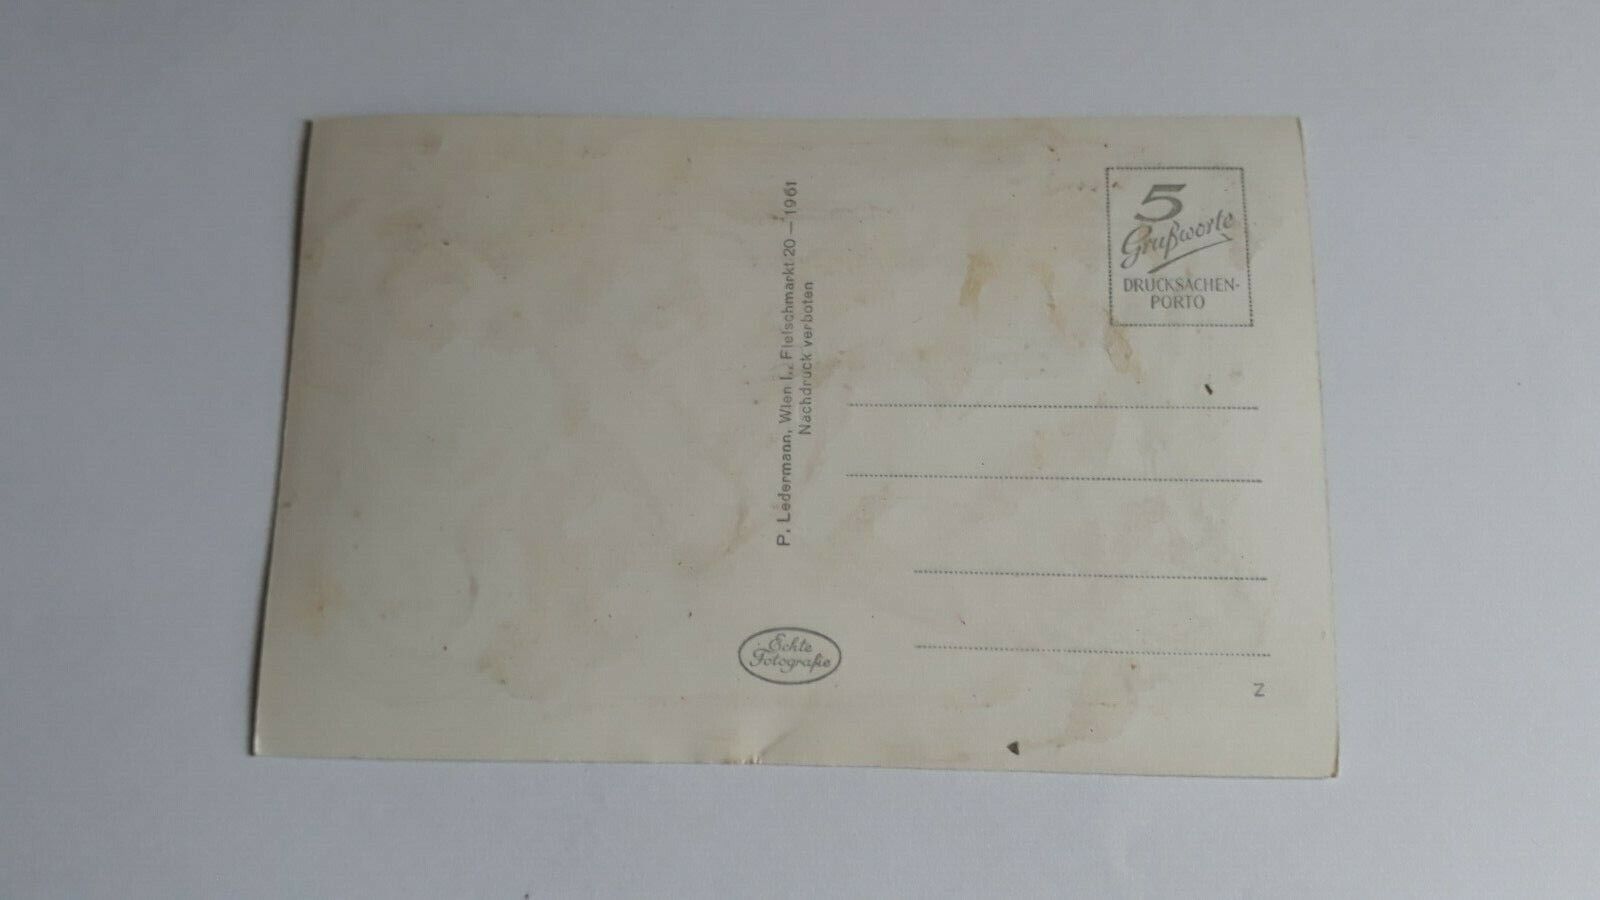 P. Ledermann, Wien I., Fleischmarkt 20—1961
Nachdruck verboten
5
Grußworte
DRUCKSACHEN-
PORTO
Echte
Fotografie
Z